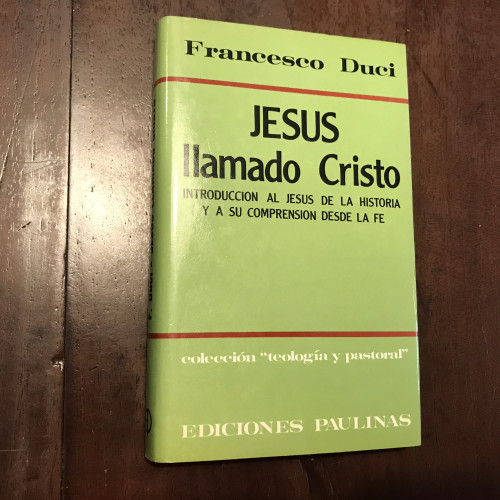 Francesco Duci
JESUS
llamado Cristo
INTRODUCCION AL JESUS DE LA HISTORIA
Y A SU COMPRENSION DESDE LA FE
colección "teología y pastoral"
EDICIONES PAULINAS